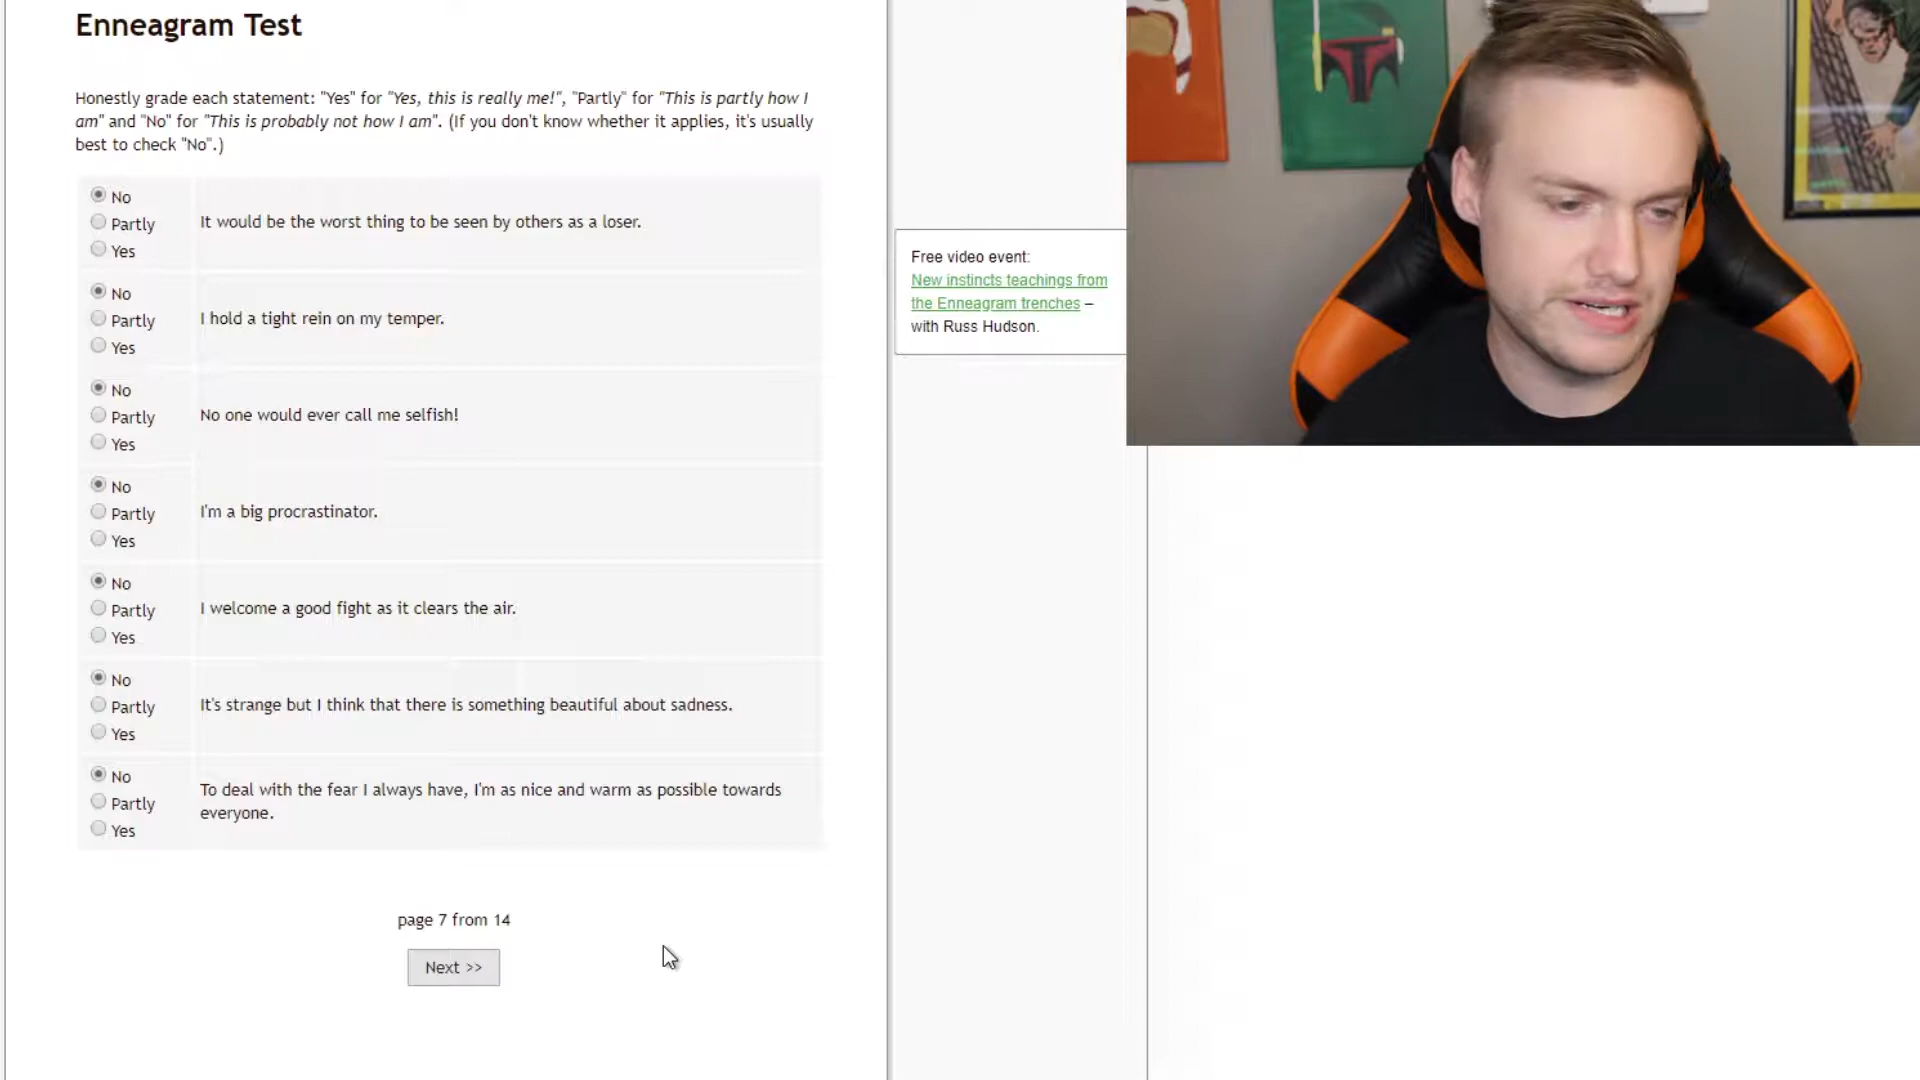 Enneagram Test
Honestly grade each statement: "Yes" for "Yes, this is really me!", "Partly" for "This is partly how I
am" and "No" for "This is probably not how I am". (If you don't know whether it applies, it's usually
best to check "No".)
No
Partly
Yes
It would be the worst thing to be seen by others as a loser.
No
Partly
Yes
I hold a tight rein on my temper.
No
Partly
Yes
No one would ever call me selfish!
No
Partly
Yes
I'm a big procrastinator.
No
Partly
Yes
I welcome a good fight as it clears the air.
No
Partly
Yes
It's strange but I think that there is something beautiful about sadness.
No
Partly
Yes
To deal with the fear I always have, I'm as nice and warm as possible towards
everyone.
page 7 from 14
Next >>
Free video event:
New instincts teachings from
the Enneagram trenches –
with Russ Hudson.